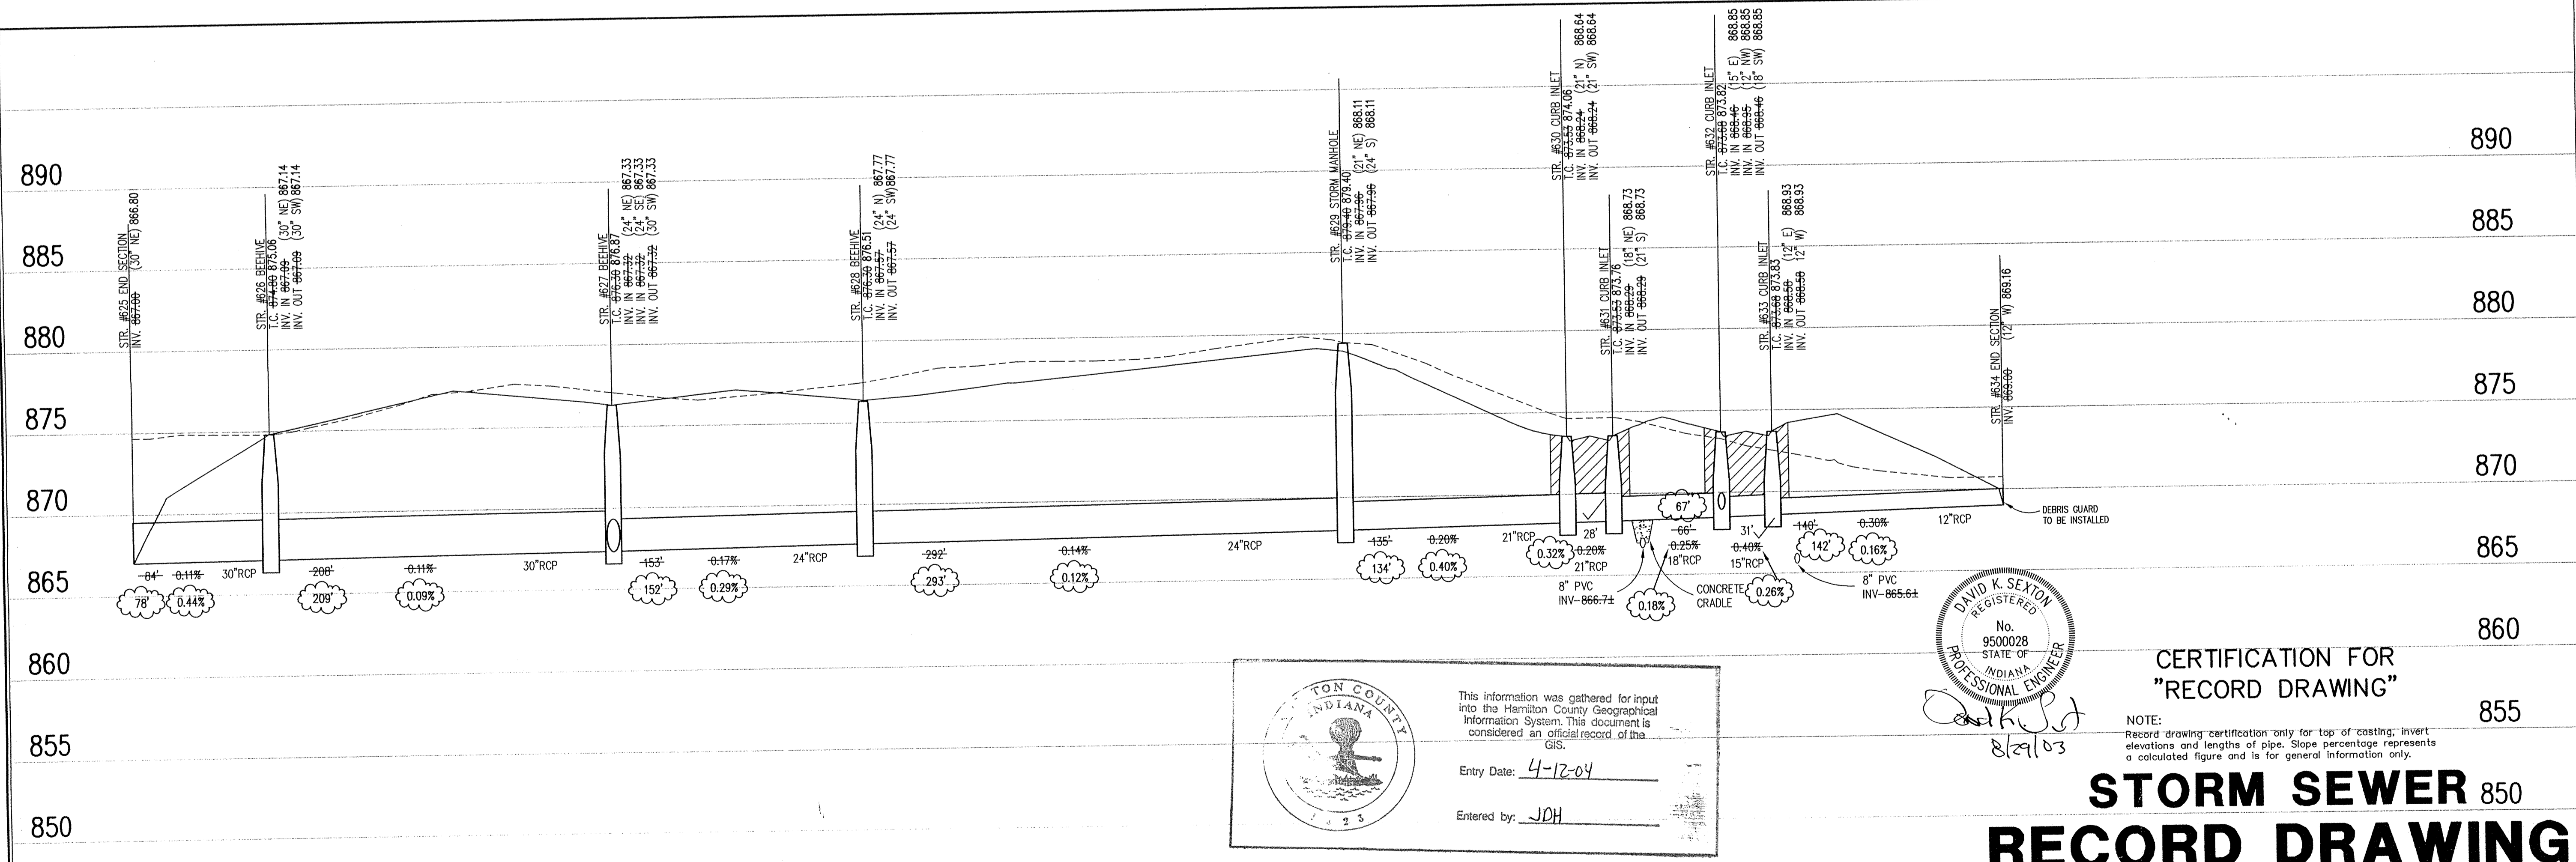 890
885
880
875
870
865
860
855
850
STR. #625 END SECTION
INV. 867.00 (30" NE) 866.80
STR. #626 BEEHIVE
T.C. 874.80 875.06
INV. IN 867.09 (30" NE) 867.14
INV. OUT 867.09 (30" SW) 867.14
STR. #627 BEEHIVE
T.C. 876.30 876.87
INV. IN 867.32 (24" NE) 867.33
INV. IN 867.32 (24" SE) 867.33
INV. OUT 867.32 (30" SW) 867.33
STR. #628 BEEHIVE
T.C. 876.30 876.51
INV. IN 867.57 (24" N) 867.77
INV. OUT 867.57 (24" SW) 867.77
STR. #629 STORM MANHOLE
T.C. 879.40 879.40
INV. IN 867.96 (21" NE) 868.11
INV. OUT 867.96 (24" S) 868.11
STR. #630 CURB INLET
T.C. 873.53 874.06
INV. IN 868.24 (21" N) 868.64
INV. OUT 868.24 (21" SW) 868.64
STR. #631 CURB INLET
T.C. 873.53 873.76
INV. IN 868.29 (18" NE) 868.73
INV. OUT 868.29 (21" S) 868.73
STR. #632 CURB INLET
T.C. 873.68 873.82
INV. IN 868.46 (15" E) 868.85
INV. IN 868.95 (12" NW) 868.85
INV. OUT 868.46 (18" SW) 868.85
STR. #633 CURB INLET
T.C. 873.68 873.83
INV. IN 868.58 (12" E) 868.93
INV. OUT 868.58 12" W) 868.93
STR. #634 END SECTION
INV. 869.00 (12" W) 869.16
84' 0.11% 30"RCP 208' 0.11% 30"RCP 153' 0.17% 24"RCP 292' 0.14% 24"RCP 135' 0.20% 21"RCP
78' 0.44% 209' 0.09% 152' 0.29% 293' 0.12% 134' 0.40%
28'
0.32% 0.20%
21"RCP
67'
66'
0.25%
18"RCP
0.18%
31'
0.40%
15"RCP
0.26%
140' 0.30% 12"RCP
142' 0.16%
8" PVC
INV-866.7±
CONCRETE
CRADLE
8" PVC
INV-865.6±
DEBRIS GUARD
TO BE INSTALLED
890
885
880
875
870
865
860
855
850
TON COUNTY
INDIANA
This information was gathered for input
into the Hamilton County Geographical
Information System. This document is
considered an official record of the
GIS.
Entry Date: 4-12-04
Entered by: JDH
DAVID K. SEXTON
REGISTERED
No.
9500028
STATE OF
INDIANA
PROFESSIONAL ENGINEER
8/29/03
CERTIFICATION FOR
"RECORD DRAWING"
NOTE:
Record drawing certification only for top of casting, invert
elevations and lengths of pipe. Slope percentage represents
a calculated figure and is for general information only.
STORM SEWER
RECORD DRAWING